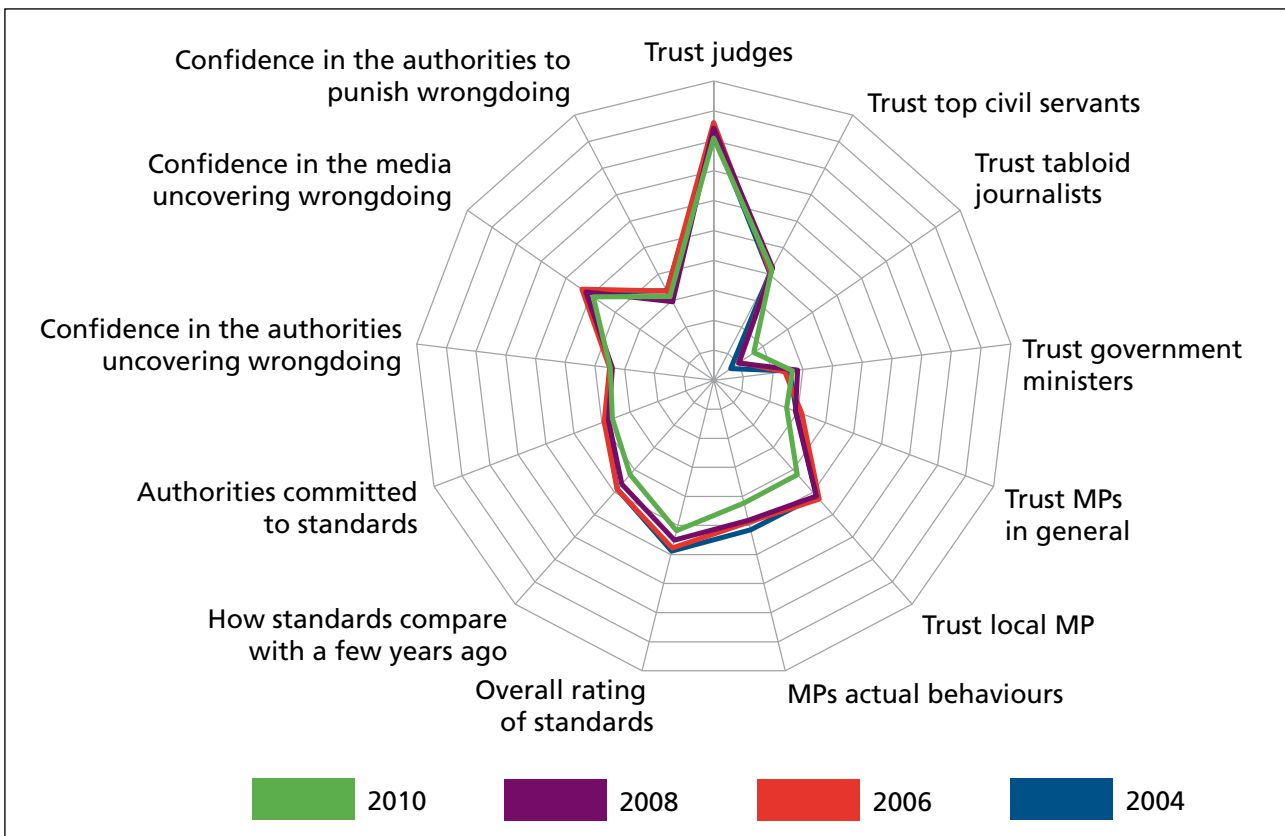 Trust judges
Trust top civil servants
Trust tabloid
journalists
Trust government
ministers
Trust MPs
in general
Trust local MP
MPs actual behaviours
Overall rating
of standards
How standards compare
with a few years ago
Authorities committed
to standards
Confidence in the authorities
uncovering wrongdoing
Confidence in the media
uncovering wrongdoing
Confidence in the authorities to
punish wrongdoing
2010
2008
2006
2004